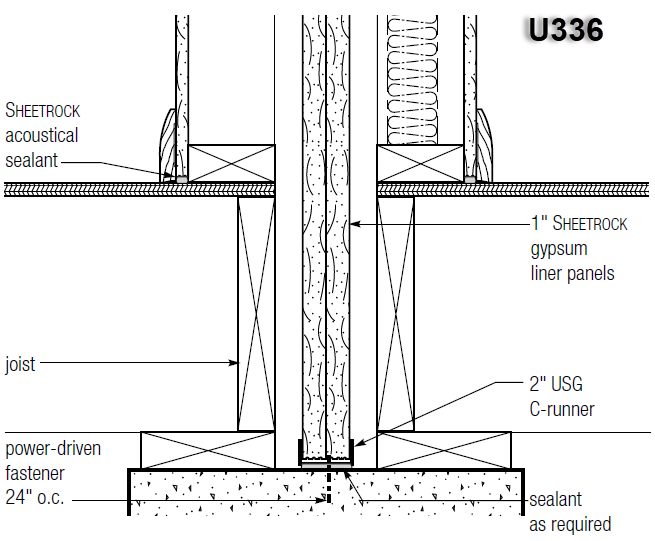 U336
SHEETROCK
acoustical
sealant
1" SHEETROCK
gypsum
liner panels
joist
2" USG
C-runner
power-driven
fastener
24" o.c.
sealant
as required